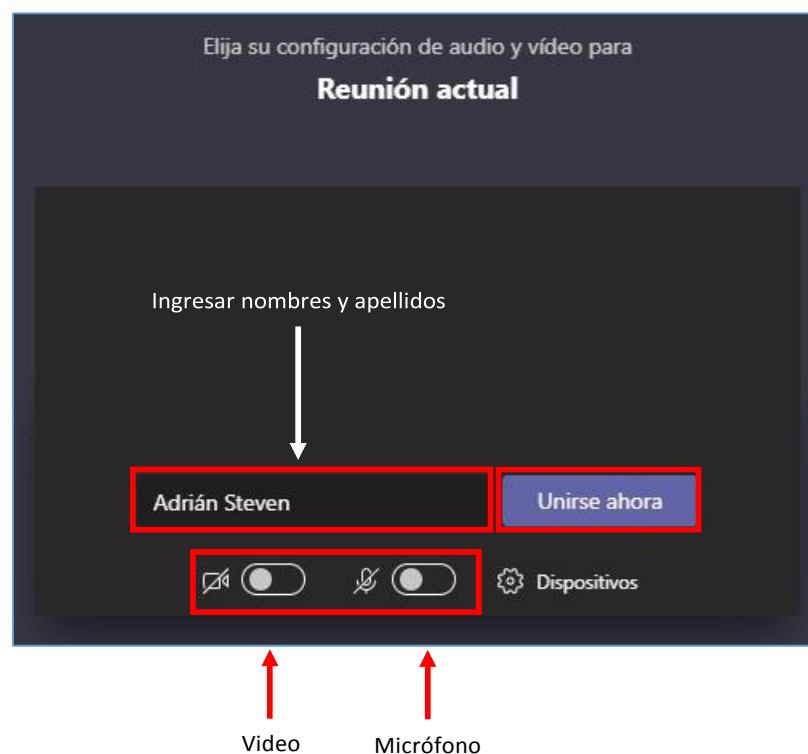 Elija su configuración de audio y vídeo para
Reunión actual
Ingresar nombres y apellidos
Adrián Steven
Unirse ahora
Dispositivos
Video
Micrófono